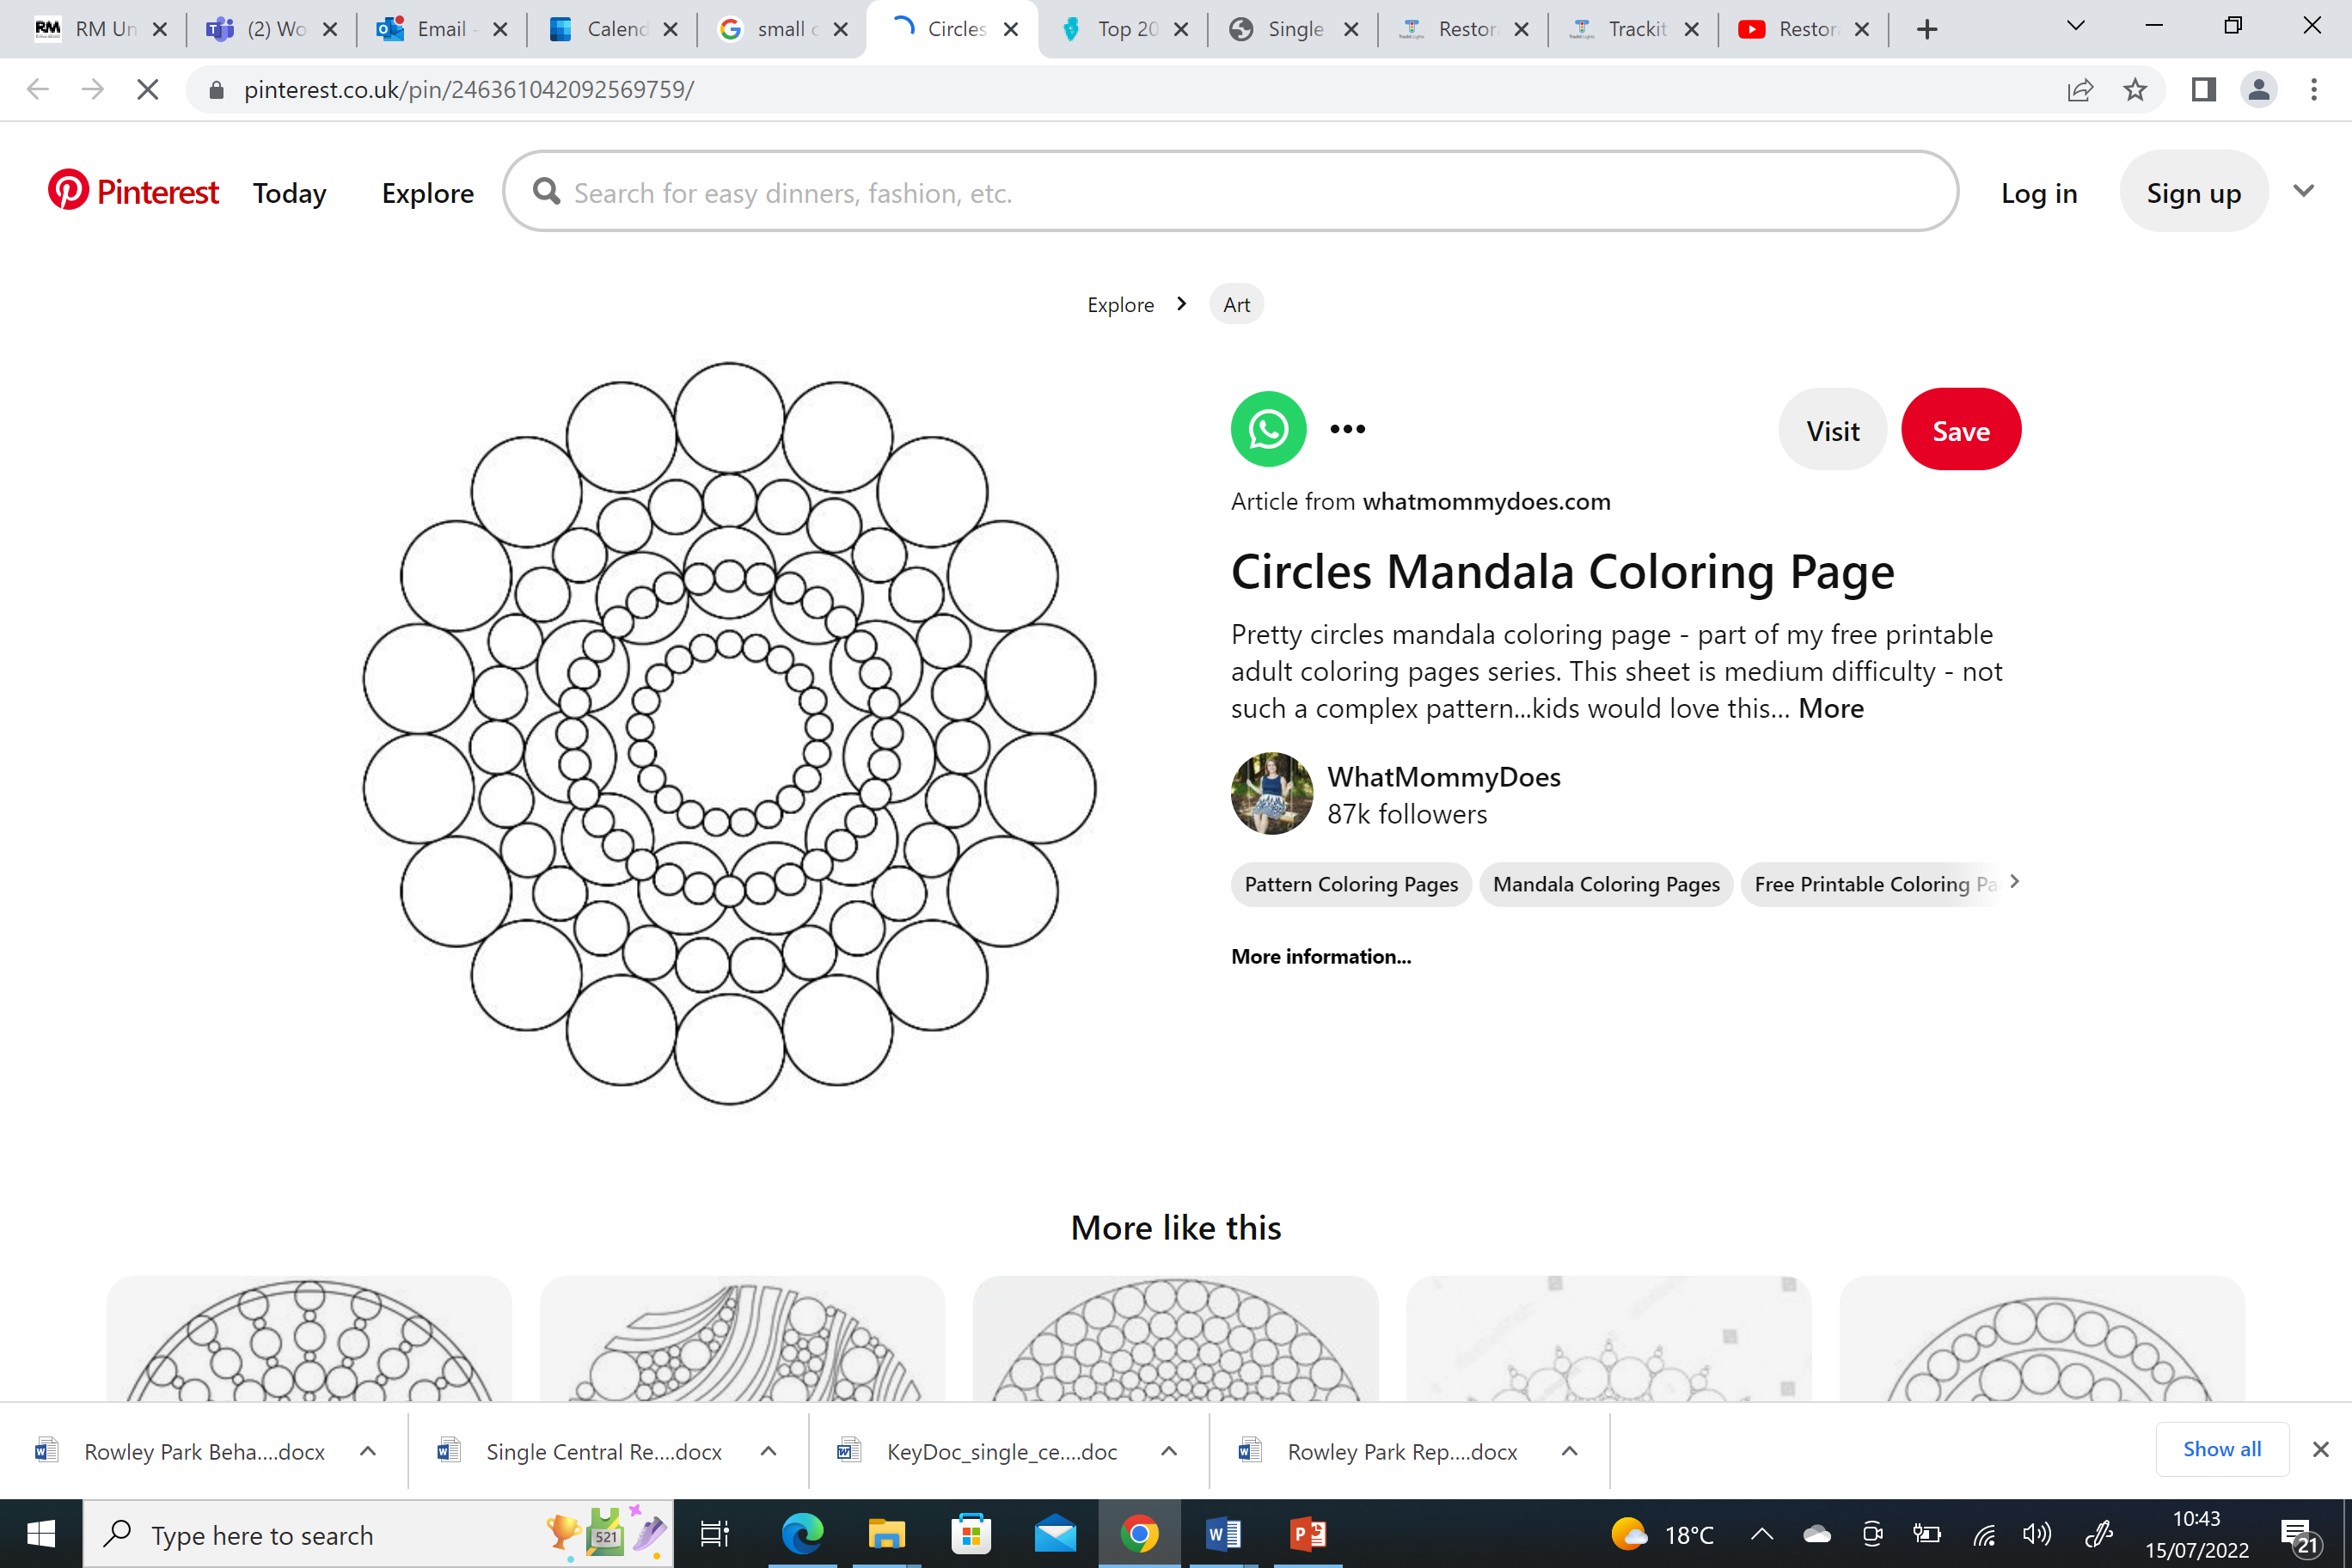 RM Un
(2) Wo
Email -
Calend
small c
Circles
Top 20
Single
Restor
Trackit
Restor
pinterest.co.uk/pin/246361042092569759/
Pinterest Today Explore Search for easy dinners, fashion, etc. Log in Sign up
Explore Art
Visit Save
Article from whatmommydoes.com
Circles Mandala Coloring Page
Pretty circles mandala coloring page - part of my free printable
adult coloring pages series. This sheet is medium difficulty - not
such a complex pattern...kids would love this... More
WhatMommyDoes
87k followers
Pattern Coloring Pages Mandala Coloring Pages Free Printable Coloring Pa
More information...
More like this
Rowley Park Beha....docx Single Central Re....docx KeyDoc_single_ce....doc Rowley Park Rep....docx Show all
Type here to search 521 18°C 10:43
15/07/2022 21